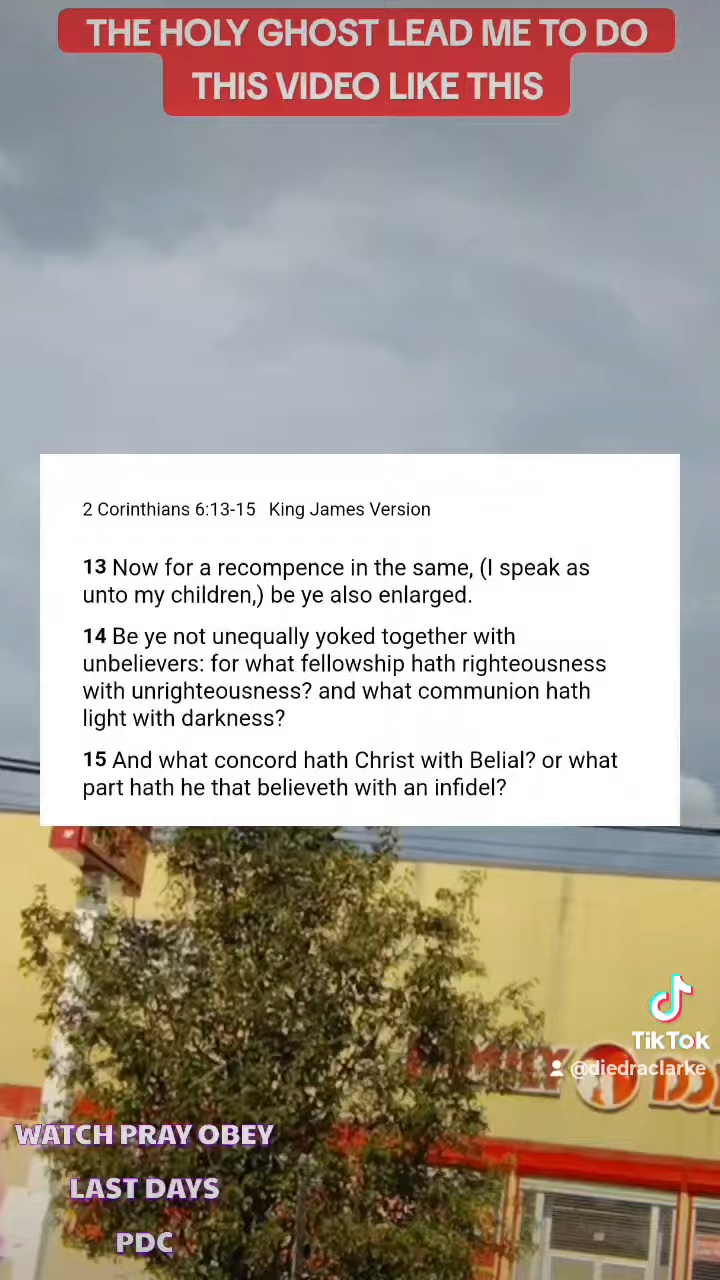 THE HOLY GHOST LEAD ME TO DO
THIS VIDEO LIKE THIS
2 Corinthians 6:13-15 King James Version
13 Now for a recompence in the same, (I speak as
unto my children,) be ye also enlarged.
14 Be ye not unequally yoked together with
unbelievers: for what fellowship hath righteousness
with unrighteousness? and what communion hath
light with darkness?
15 And what concord hath Christ with Belial? or what
part hath he that believeth with an infidel?
TikTok
@diedraclarke
WATCH PRAY OBEY
LAST DAYS
PDC